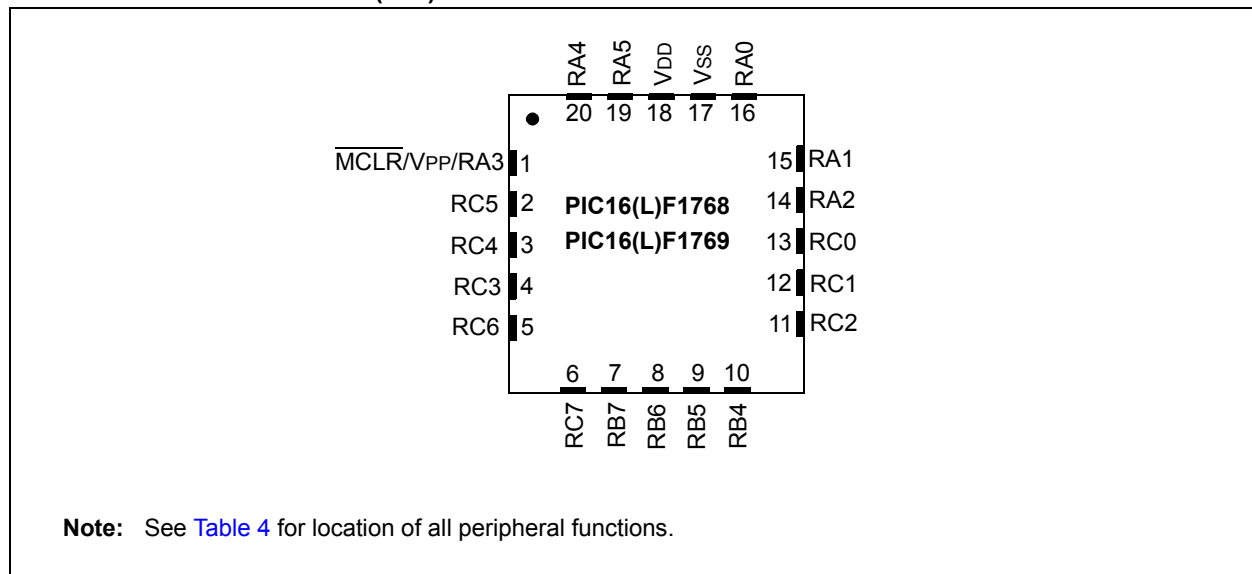 RA4 RA5 VDD VSS RA0
20 19 18 17 16
MCLR/VPP/RA3 1 15 RA1
RC5 2 PIC16(L)F1768 14 RA2
RC4 3 PIC16(L)F1769 13 RC0
RC3 4 12 RC1
RC6 5 11 RC2
6 7 8 9 10
RC7 RB7 RB6 RB5 RB4
Note: See Table 4 for location of all peripheral functions.